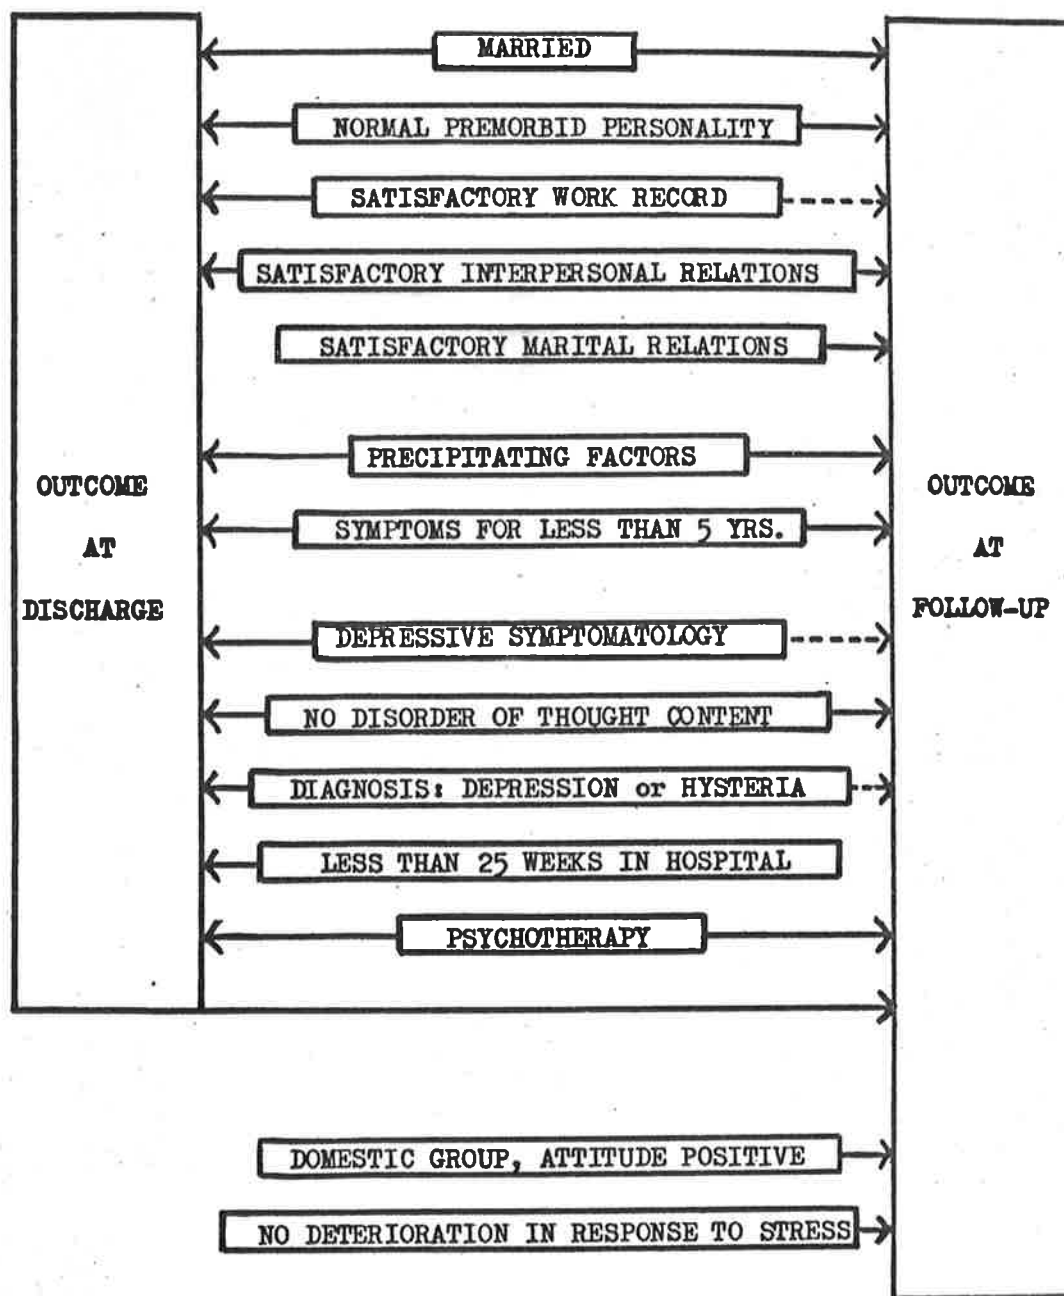 MARRIED
NORMAL PREMORBID PERSONALITY
SATISFACTORY WORK RECORD
SATISFACTORY INTERPERSONAL RELATIONS
SATISFACTORY MARITAL RELATIONS
PRECIPITATING FACTORS
SYMPTOMS FOR LESS THAN 5 YRS.
OUTCOME
AT
DISCHARGE
OUTCOME
AT
FOLLOW-UP
DEPRESSIVE SYMPTOMATOLOGY
NO DISORDER OF THOUGHT CONTENT
DIAGNOSIS: DEPRESSION or HYSTERIA
LESS THAN 25 WEEKS IN HOSPITAL
PSYCHOTHERAPY
DOMESTIC GROUP, ATTITUDE POSITIVE
NO DETERIORATION IN RESPONSE TO STRESS